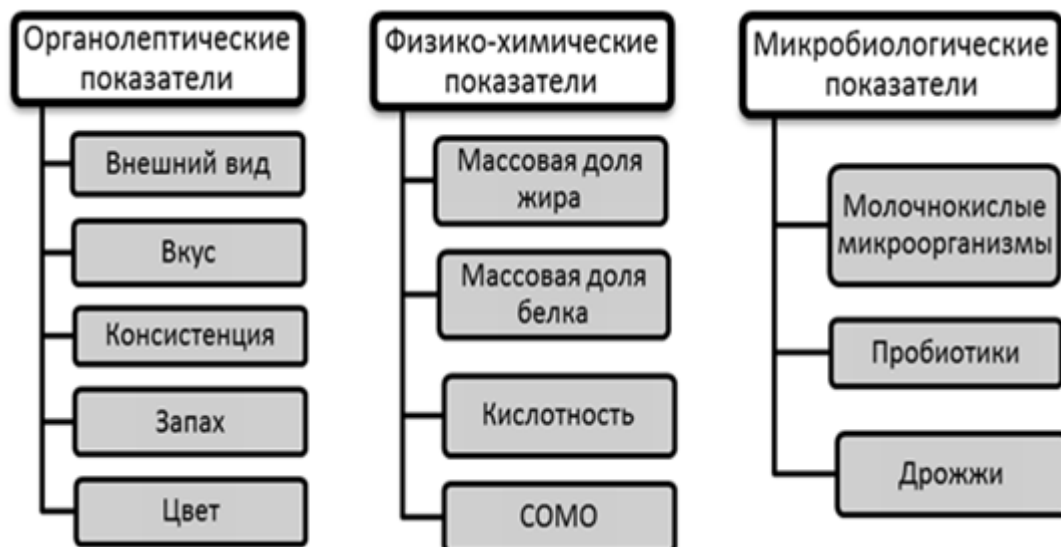 Органолептические
показатели
Внешний вид
Вкус
Консистенция
Запах
Цвет
Физико-химические
показатели
Массовая доля
жира
Массовая доля
белка
Кислотность
СОМО
Микробиологические
показатели
Молочнокислые
микроорганизмы
Пробиотики
Дрожжи